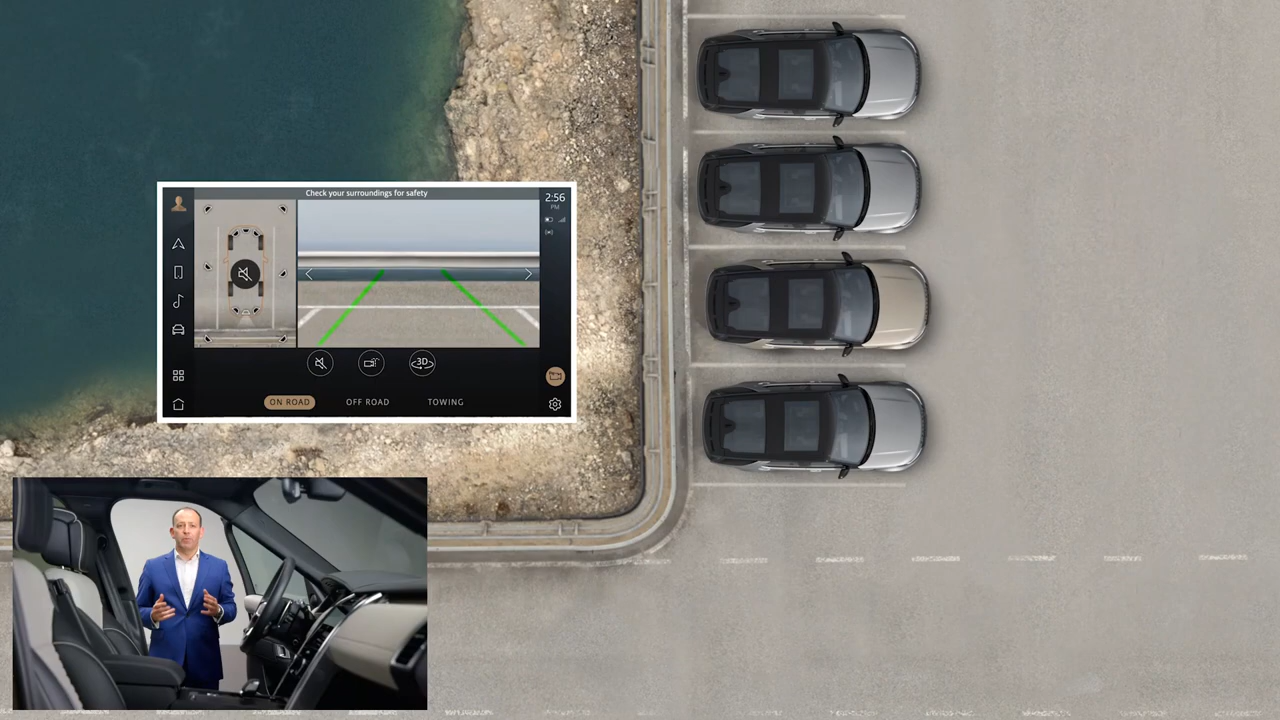 Check your surroundings for safety
2:56
PM
3D
ON ROAD
OFF ROAD
TOWING